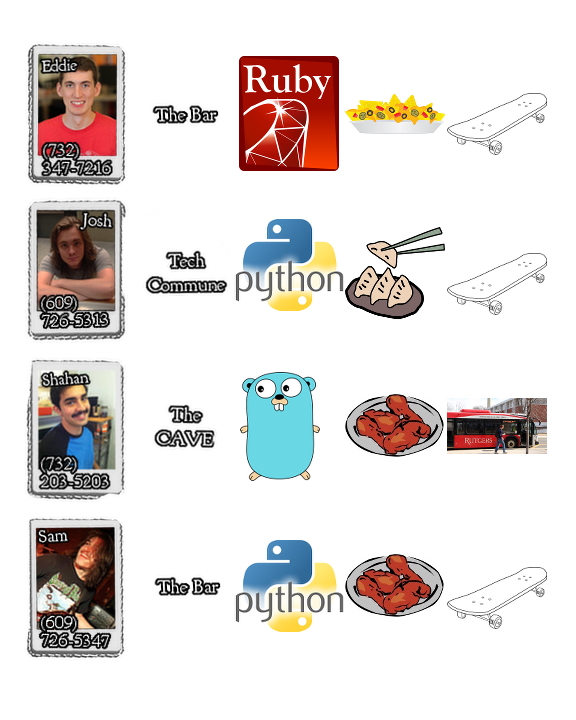 Eddie
(732)
347-7216
The Bar
Ruby
Josh
(609)
726-5313
Tech
Commune
python
Shahan
(732)
203-5203
The
CAVE
RUTGERS
Sam
(609)
726-5347
The Bar
python